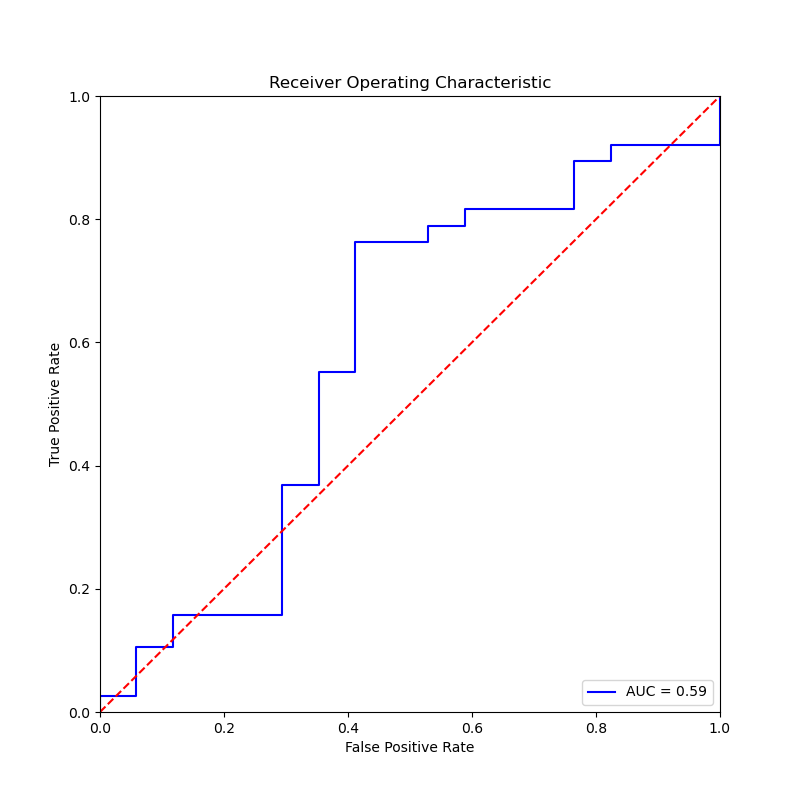 Receiver Operating Characteristic
True Positive Rate
1.0
0.8
0.6
0.4
0.2
0.0
AUC = 0.59
0.0 0.2 0.4 0.6 0.8 1.0
False Positive Rate